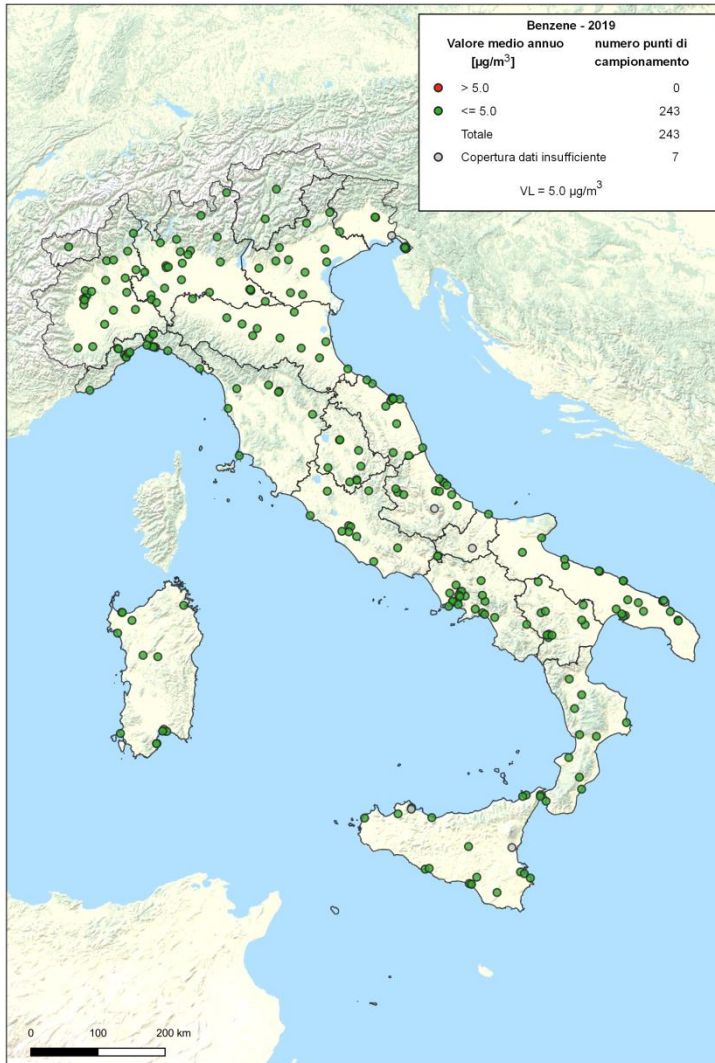 Benzene - 2019
Valore medio annuo numero punti di
[µg/m³] campionamento
> 5.0 0
<= 5.0 243
Totale 243
Copertura dati insufficiente 7
VL = 5.0 µg/m³
0 100 200 km